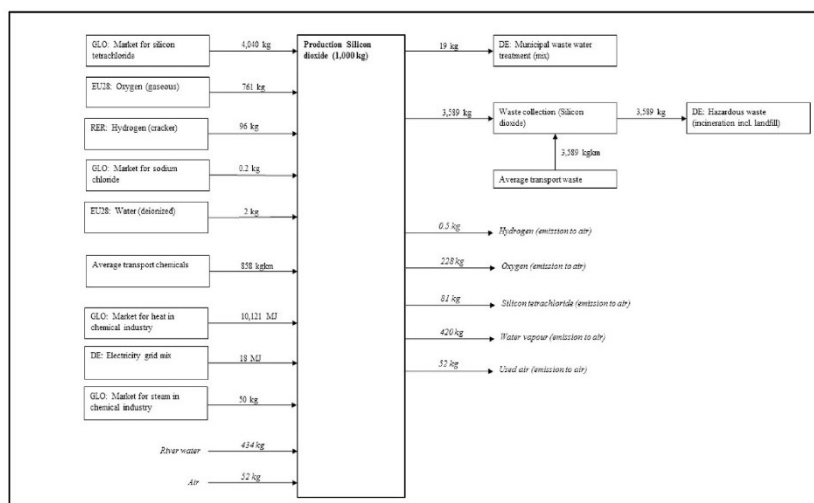 GLO: Market for silicon
tetrachloride
4,040 kg
EU28: Oxygen (gaseous)
761 kg
RER: Hydrogen (cracker)
96 kg
GLO: Market for sodium
chloride
0.2 kg
EU28: Water (deionized)
2 kg
Average transport chemicals
858 kgkm
GLO: Market for heat in
chemical industry
10,121 MJ
DE: Electricity grid mix
18 MJ
GLO: Market for steam in
chemical industry
50 kg
River water
434 kg
Air
52 kg
Production Silicon
dioxide (1,000 kg)
19 kg
DE: Municipal waste water
treatment (mix)
3,589 kg
Waste collection (Silicon
dioxide)
3,589 kg
DE: Hazardous waste
(incineration incl. landfill)
3,589 kgkm
Average transport waste
0.5 kg
Hydrogen (emission to air)
228 kg
Oxygen (emission to air)
81 kg
Silicon tetrachloride (emission to air)
420 kg
Water vapour (emission to air)
52 kg
Used air (emission to air)